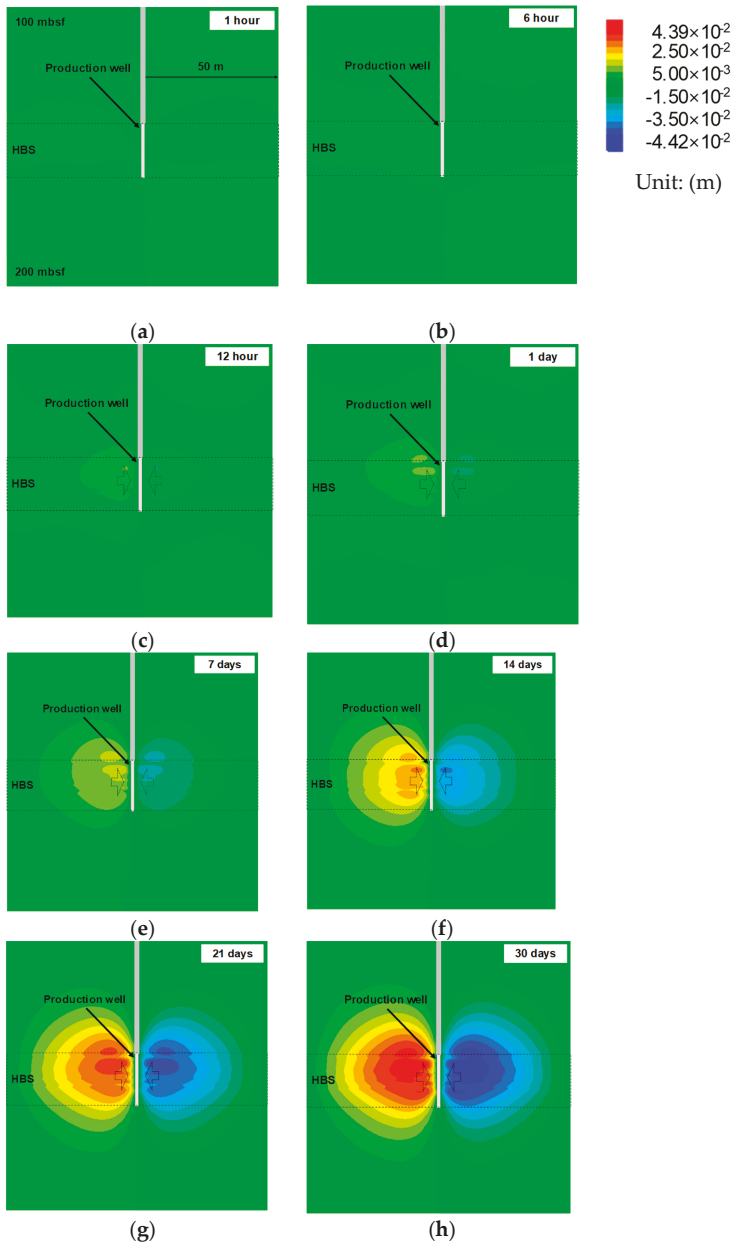 100 mbsf
1 hour
Production well
50 m
HBS
200 mbsf
(a)
6 hour
Production well
HBS
(b)
4.39×10-2
2.50×10-2
5.00×10-3
-1.50×10-2
-3.50×10-2
-4.42×10-2
Unit: (m)
12 hour
Production well
HBS
(c)
1 day
Production well
HBS
(d)
7 days
Production well
HBS
(e)
14 days
Production well
HBS
(f)
21 days
Production well
HBS
(g)
30 days
Production well
HBS
(h)